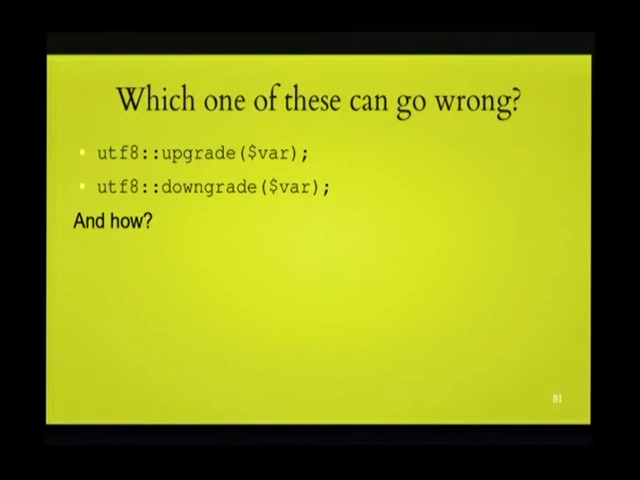 Which one of these can go wrong?
• utf8::upgrade($var);
• utf8::downgrade($var);
And how?
81